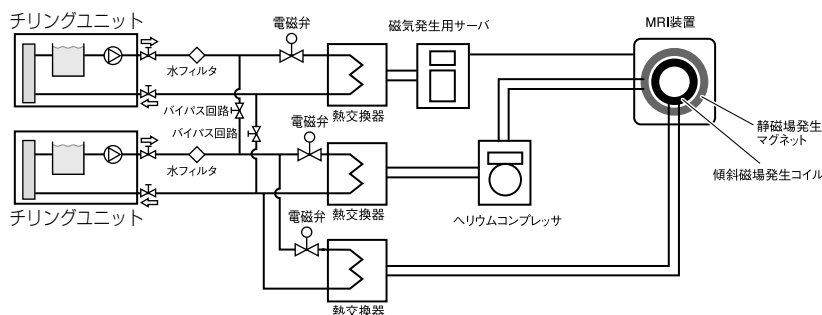 チリングユニット
電磁弁
磁気発生用サーバ
MRI装置
水フィルタ
バイパス回路
熱交換器
バイパス回路
電磁弁
静磁場発生
マグネット
傾斜磁場発生コイル
水フィルタ
チリングユニット
電磁弁
熱交換器
ヘリウムコンプレッサ
熱交換器